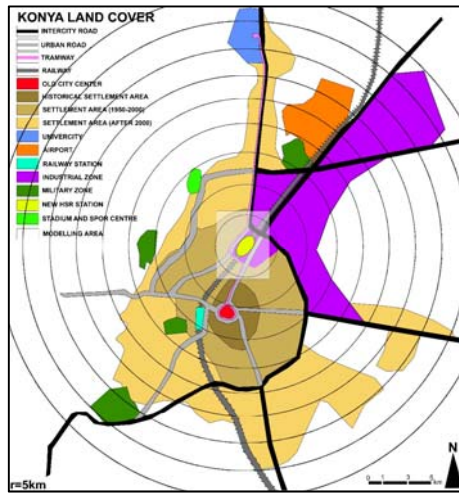 KONYA LAND COVER
INTERCITY ROAD
URBAN ROAD
TRAMWAY
RAILWAY
OLD CITY CENTER
HISTORICAL SETTLEMENT AREA
SETTLEMENT AREA (1950-2000)
SETTLEMENT AREA (AFTER 2000)
UNIVERCITY
AIRPORT
RAILWAY STATION
INDUSTRIAL ZONE
MILITARY ZONE
NEW HSR STATION
STADIUM AND SPOR CENTRE
MODELLING AREA
N
r=5km